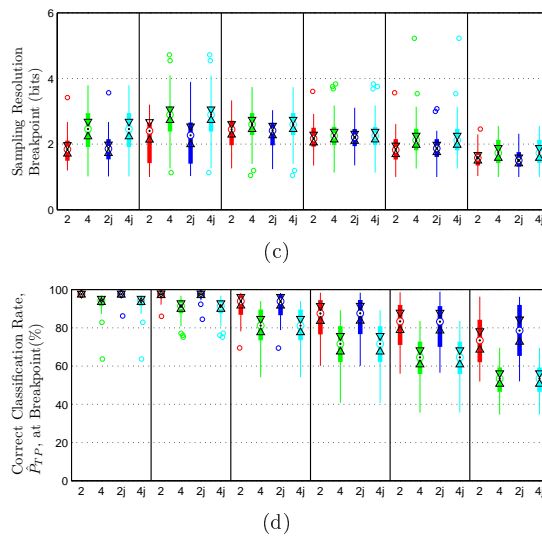 6
4
2
0
Sampling Resolution
Breakpoint (bits)
2 4 2j 4j 2 4 2j 4j 2 4 2j 4j 2 4 2j 4j 2 4 2j 4j 2 4 2j 4j
(c)
100
80
60
40
20
0
Correct Classification Rate,
P̂_TP, at Breakpoint(%)
2 4 2j 4j 2 4 2j 4j 2 4 2j 4j 2 4 2j 4j 2 4 2j 4j 2 4 2j 4j
(d)